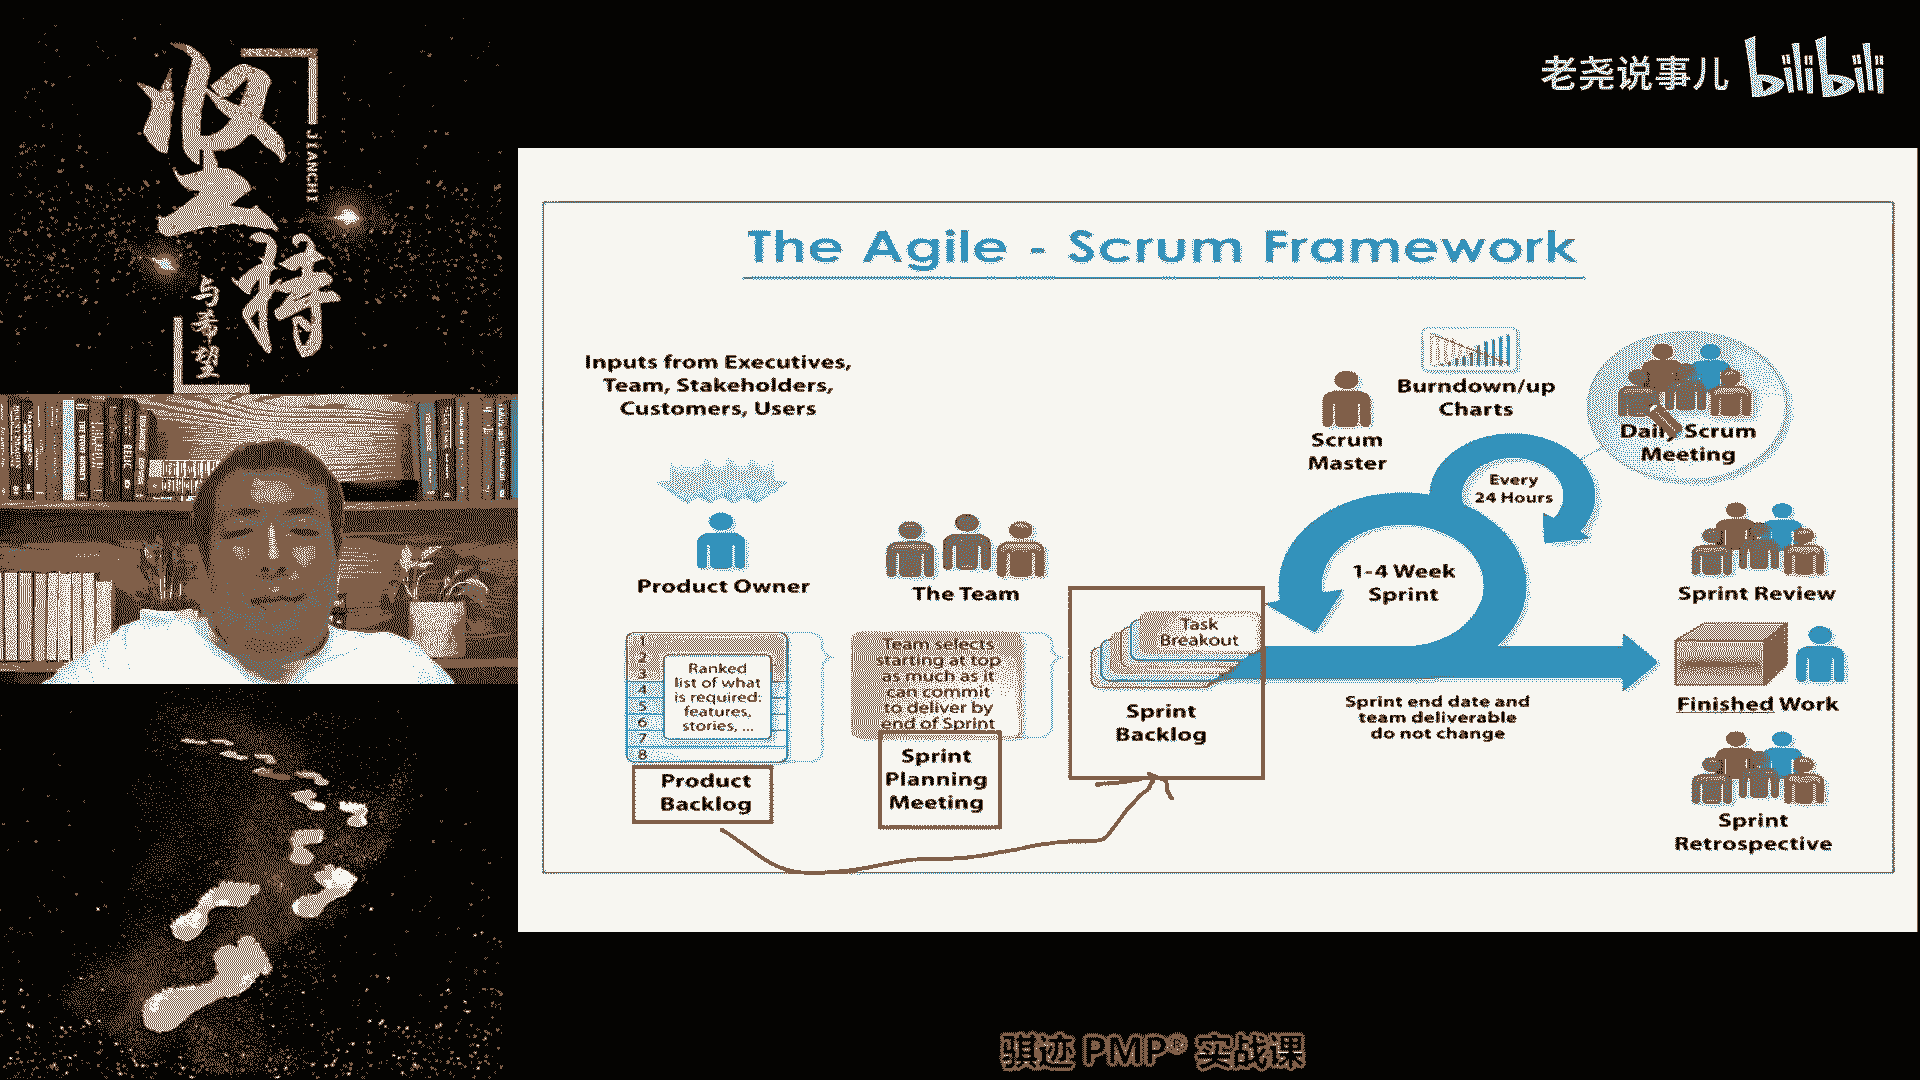 坚
持
JIANCHI
与希望
老尧说事儿 bilibili
The Agile - Scrum Framework
Inputs from Executives,
Team, Stakeholders,
Customers, Users
Product Owner
The Team
1
2
3
4
5
6
7
8
Ranked
list of what
is required:
features,
stories, ...
Product
Backlog
Team selects
starting at top
as much as it
can commit
to deliver by
end of Sprint
Sprint
Planning
Meeting
Task
Breakout
Sprint
Backlog
Scrum
Master
Burndown/up
Charts
Every
24 Hours
1-4 Week
Sprint
Sprint end date and
team deliverable
do not change
Daily Scrum
Meeting
Sprint Review
Finished Work
Sprint
Retrospective
骐迹 PMP® 实战课